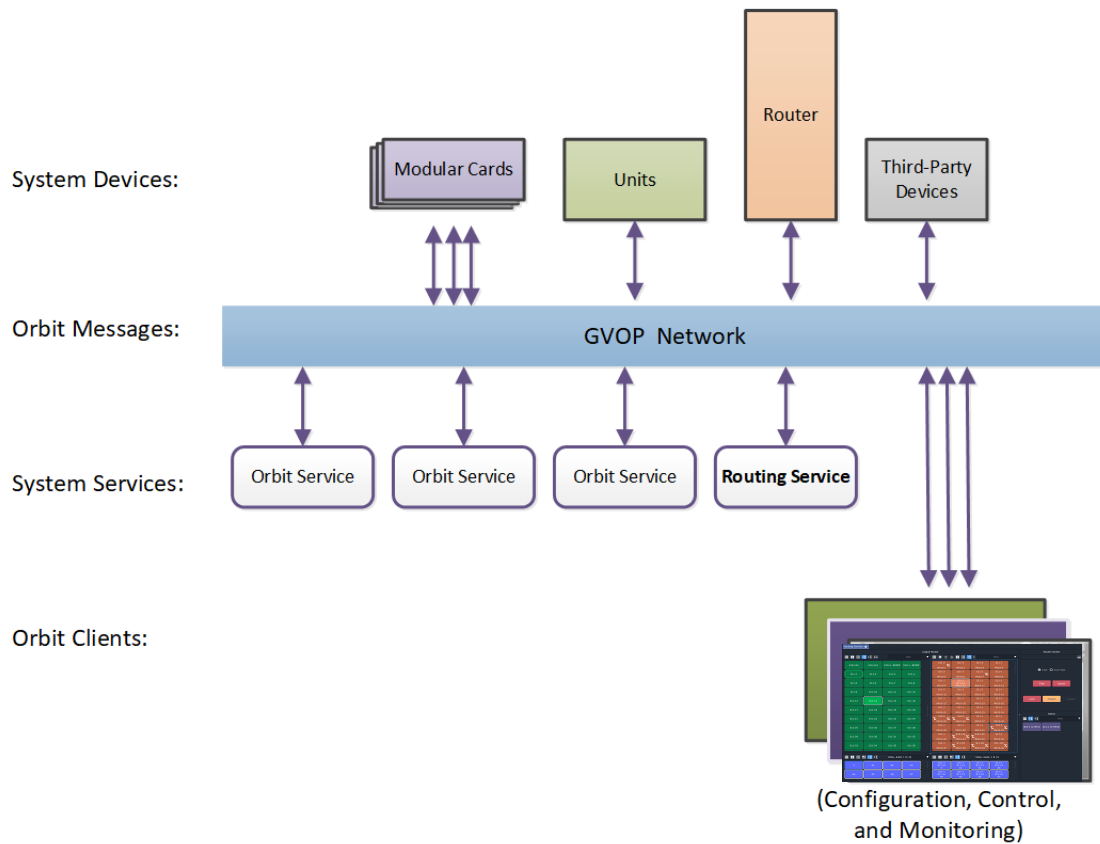 Router
System Devices:
Modular Cards
Units
Third-Party
Devices
Orbit Messages:
GVOP Network
System Services:
Orbit Service
Orbit Service
Orbit Service
Routing Service
Orbit Clients:
(Configuration, Control,
and Monitoring)